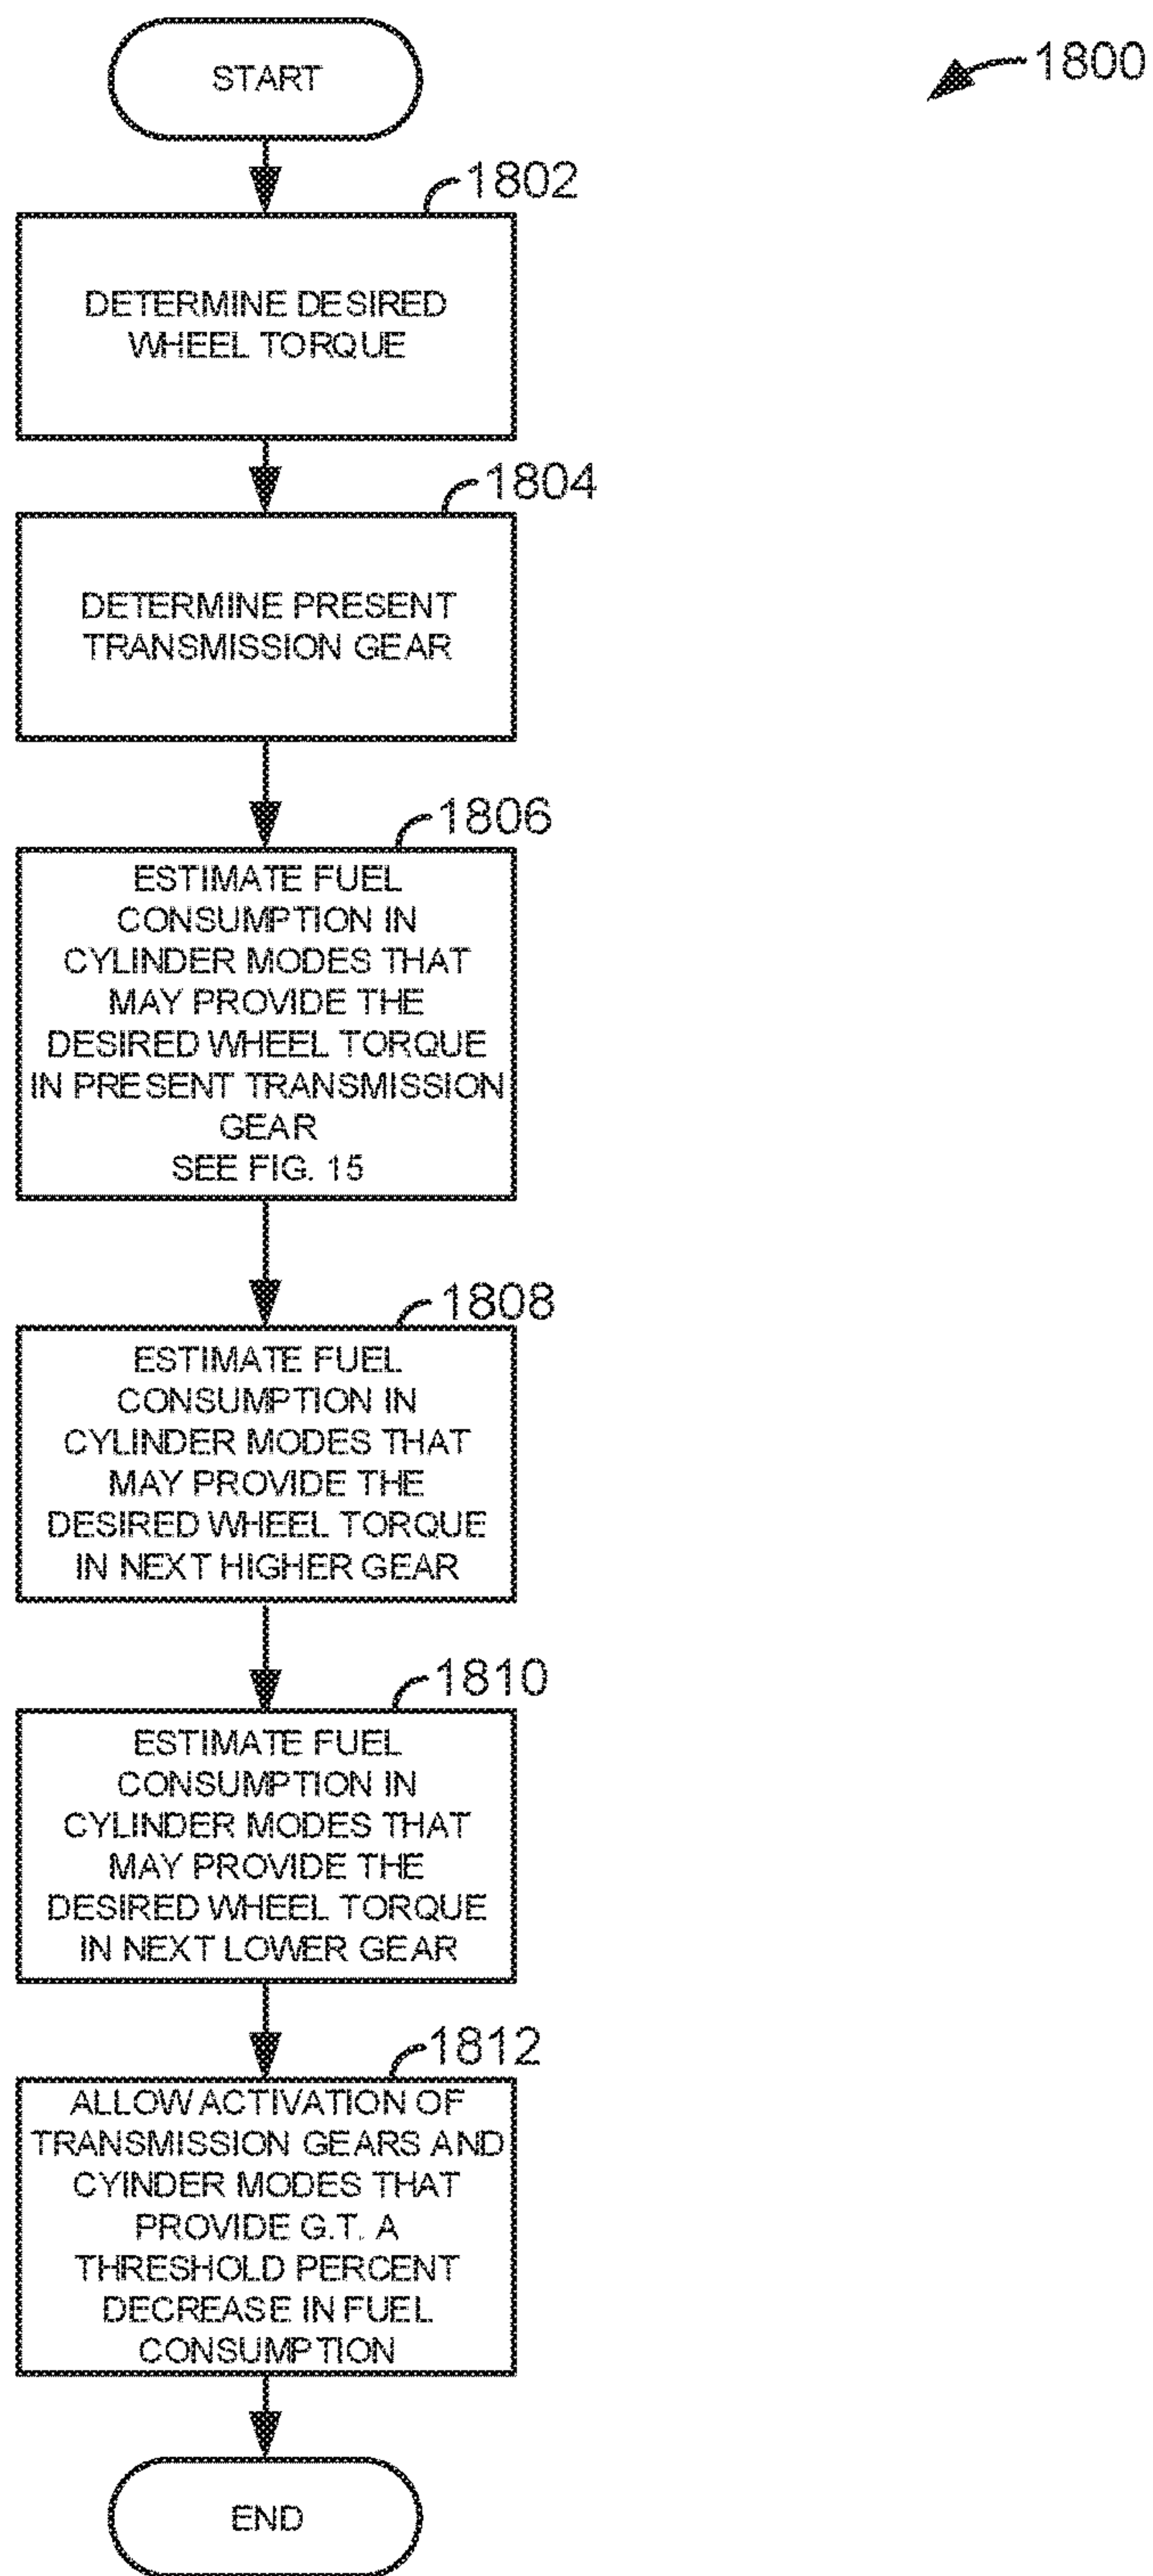 START
1800
1802
DETERMINE DESIRED
WHEEL TORQUE
1804
DETERMINE PRESENT
TRANSMISSION GEAR
1806
ESTIMATE FUEL
CONSUMPTION IN
CYLINDER MODES THAT
MAY PROVIDE THE
DESIRED WHEEL TORQUE
IN PRESENT TRANSMISSION
GEAR
SEE FIG. 15
1808
ESTIMATE FUEL
CONSUMPTION IN
CYLINDER MODES THAT
MAY PROVIDE THE
DESIRED WHEEL TORQUE
IN NEXT HIGHER GEAR
1810
ESTIMATE FUEL
CONSUMPTION IN
CYLINDER MODES THAT
MAY PROVIDE THE
DESIRED WHEEL TORQUE
IN NEXT LOWER GEAR
1812
ALLOW ACTIVATION OF
TRANSMISSION GEARS AND
CYINDER MODES THAT
PROVIDE G.T. A
THRESHOLD PERCENT
DECREASE IN FUEL
CONSUMPTION
END